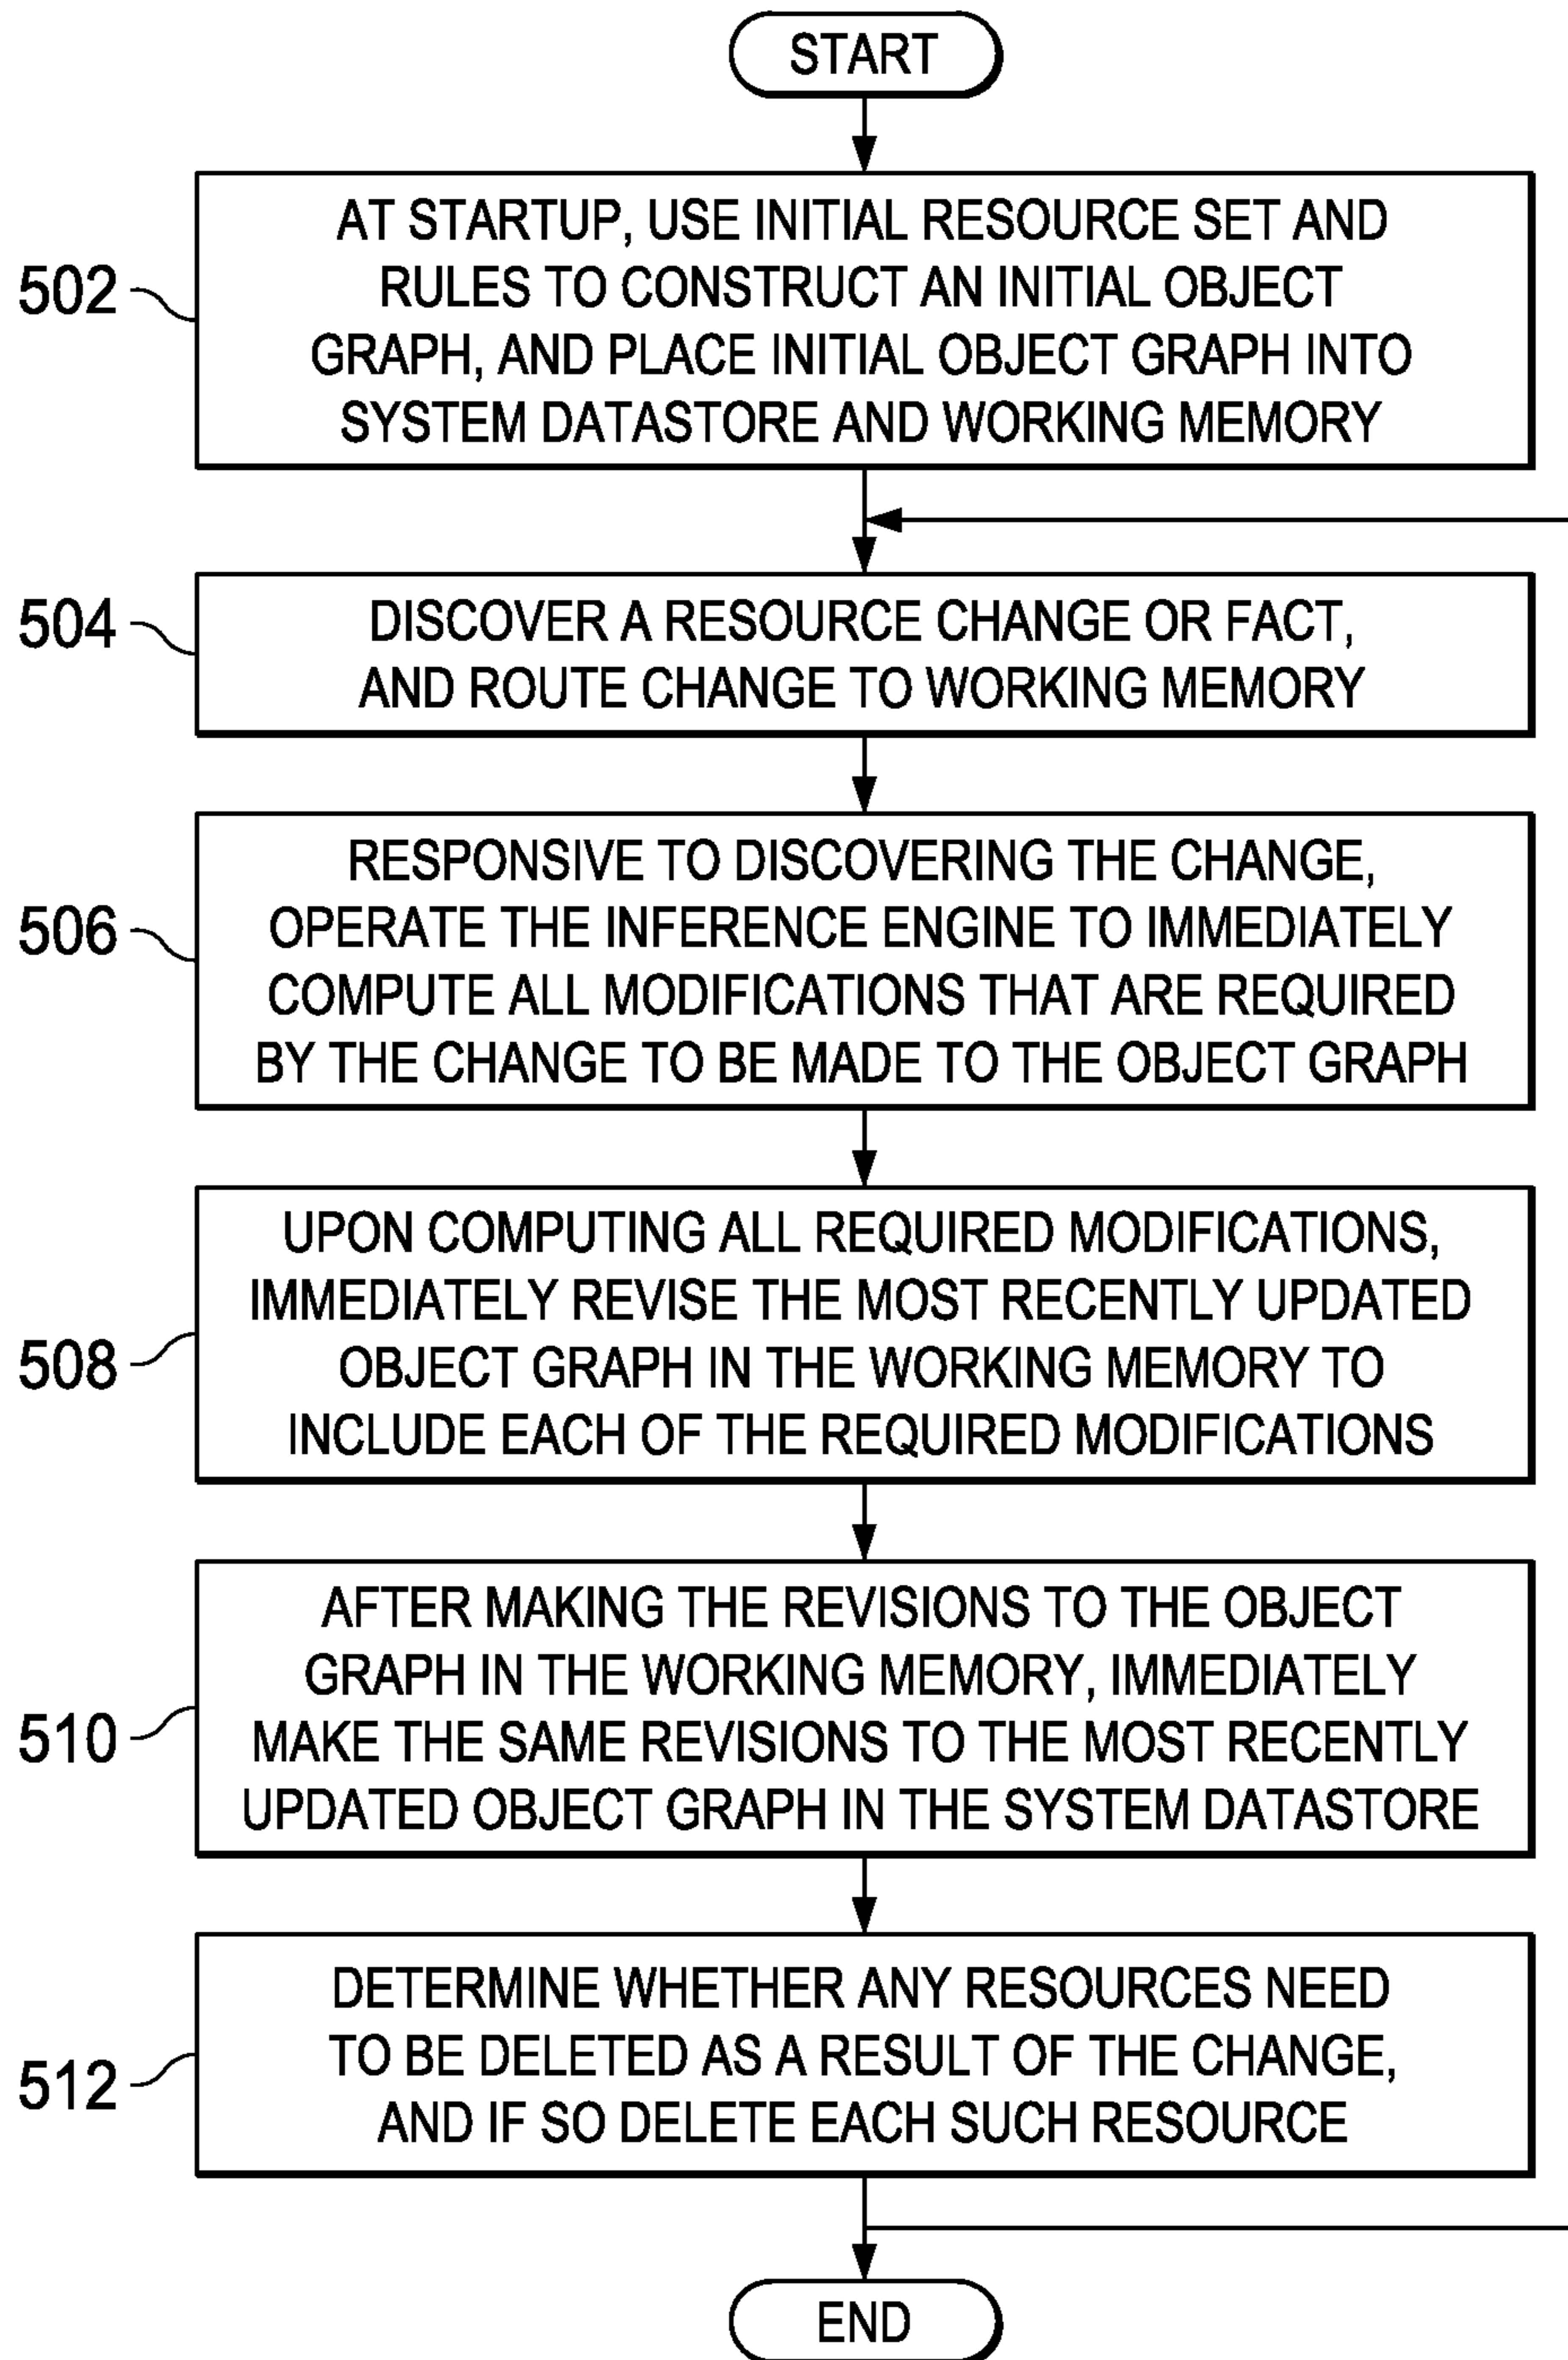 START
502
AT STARTUP, USE INITIAL RESOURCE SET AND
RULES TO CONSTRUCT AN INITIAL OBJECT
GRAPH, AND PLACE INITIAL OBJECT GRAPH INTO
SYSTEM DATASTORE AND WORKING MEMORY
504
DISCOVER A RESOURCE CHANGE OR FACT,
AND ROUTE CHANGE TO WORKING MEMORY
506
RESPONSIVE TO DISCOVERING THE CHANGE,
OPERATE THE INFERENCE ENGINE TO IMMEDIATELY
COMPUTE ALL MODIFICATIONS THAT ARE REQUIRED
BY THE CHANGE TO BE MADE TO THE OBJECT GRAPH
508
UPON COMPUTING ALL REQUIRED MODIFICATIONS,
IMMEDIATELY REVISE THE MOST RECENTLY UPDATED
OBJECT GRAPH IN THE WORKING MEMORY TO
INCLUDE EACH OF THE REQUIRED MODIFICATIONS
510
AFTER MAKING THE REVISIONS TO THE OBJECT
GRAPH IN THE WORKING MEMORY, IMMEDIATELY
MAKE THE SAME REVISIONS TO THE MOST RECENTLY
UPDATED OBJECT GRAPH IN THE SYSTEM DATASTORE
512
DETERMINE WHETHER ANY RESOURCES NEED
TO BE DELETED AS A RESULT OF THE CHANGE,
AND IF SO DELETE EACH SUCH RESOURCE
END